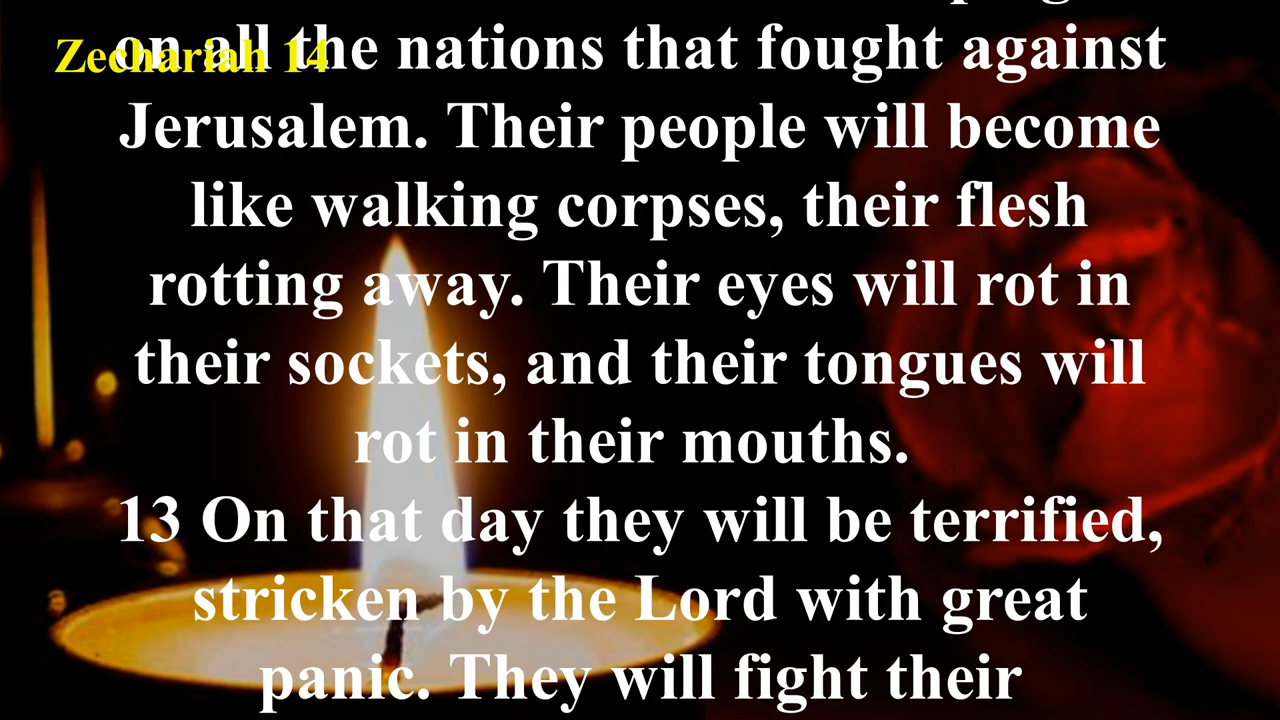 Zechariah 14
on all the nations that fought against
Jerusalem. Their people will become
like walking corpses, their flesh
rotting away. Their eyes will rot in
their sockets, and their tongues will
rot in their mouths.
13 On that day they will be terrified,
stricken by the Lord with great
panic. They will fight their